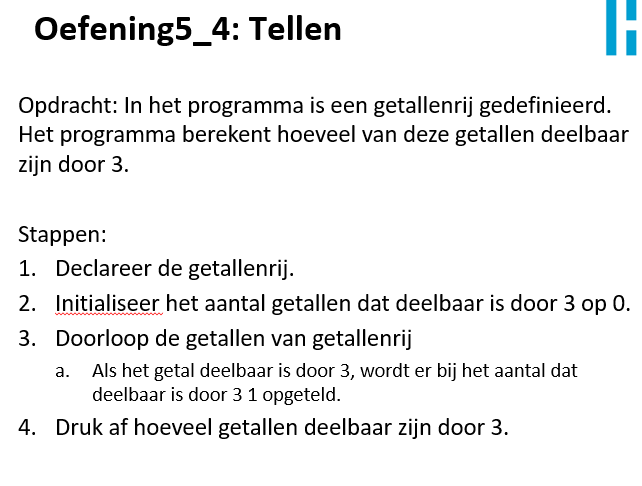 Oefening5_4: Tellen
Opdracht: In het programma is een getallenrij gedefinieerd.
Het programma berekent hoeveel van deze getallen deelbaar
zijn door 3.
Stappen:
1. Declareer de getallenrij.
2. Initialiseer het aantal getallen dat deelbaar is door 3 op 0.
3. Doorloop de getallen van getallenrij
a. Als het getal deelbaar is door 3, wordt er bij het aantal dat
deelbaar is door 3 1 opgeteld.
4. Druk af hoeveel getallen deelbaar zijn door 3.